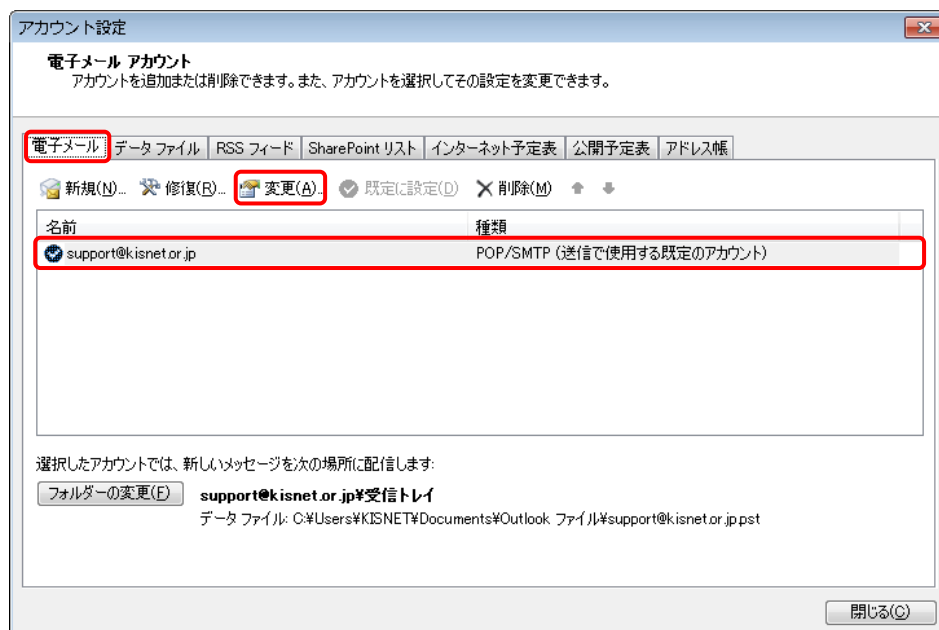 アカウント設定
電子メール アカウント
アカウントを追加または削除できます。また、アカウントを選択してその設定を変更できます。
電子メール データ ファイル RSS フィード SharePoint リスト インターネット予定表 公開予定表 アドレス帳
新規(N)... 修復(R)... 変更(A)... 既定に設定(D) 削除(M)
名前 種類
support@kisnet.or.jp POP/SMTP (送信で使用する既定のアカウント)
選択したアカウントでは、新しいメッセージを次の場所に配信します:
フォルダーの変更(F) support@kisnet.or.jp¥受信トレイ
データ ファイル: C:¥Users¥KISNET¥Documents¥Outlook ファイル¥support@kisnet.or.jp.pst
閉じる(C)